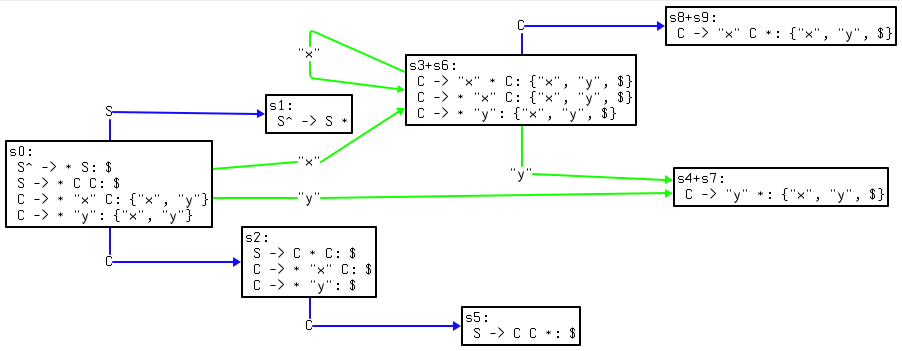 C
s8+s9:
C -> "x" C *: {"x", "y", $}
"x"
s3+s6:
C -> "x" * C: {"x", "y", $}
C -> * "x" C: {"x", "y", $}
C -> * "y": {"x", "y", $}
S
s1:
S^ -> S *
s0:
S^ -> * S: $
S -> * C C: $
C -> * "x" C: {"x", "y"}
C -> * "y": {"x", "y"}
"x"
"y"
"y"
s4+s7:
C -> "y" *: {"x", "y", $}
C
s2:
S -> C * C: $
C -> * "x" C: $
C -> * "y": $
C
s5:
S -> C C *: $